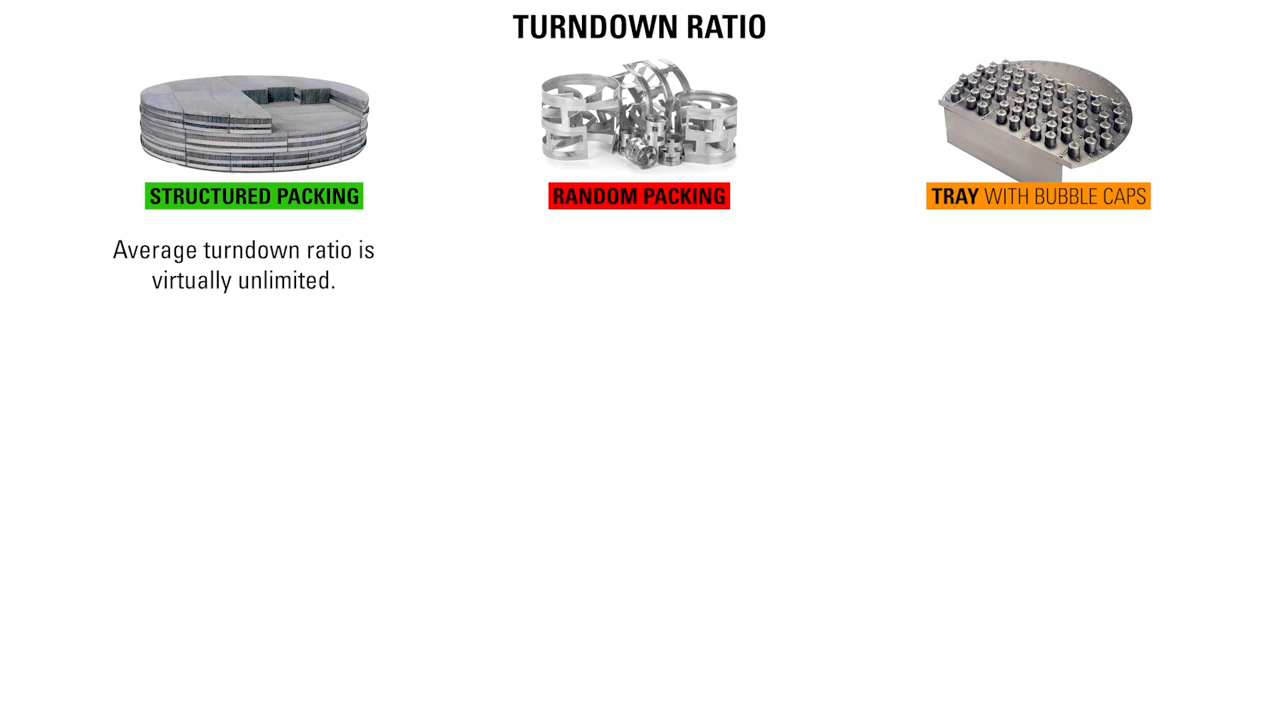 TURNDOWN RATIO
STRUCTURED PACKING
RANDOM PACKING
TRAY WITH BUBBLE CAPS
Average turndown ratio is
virtually unlimited.